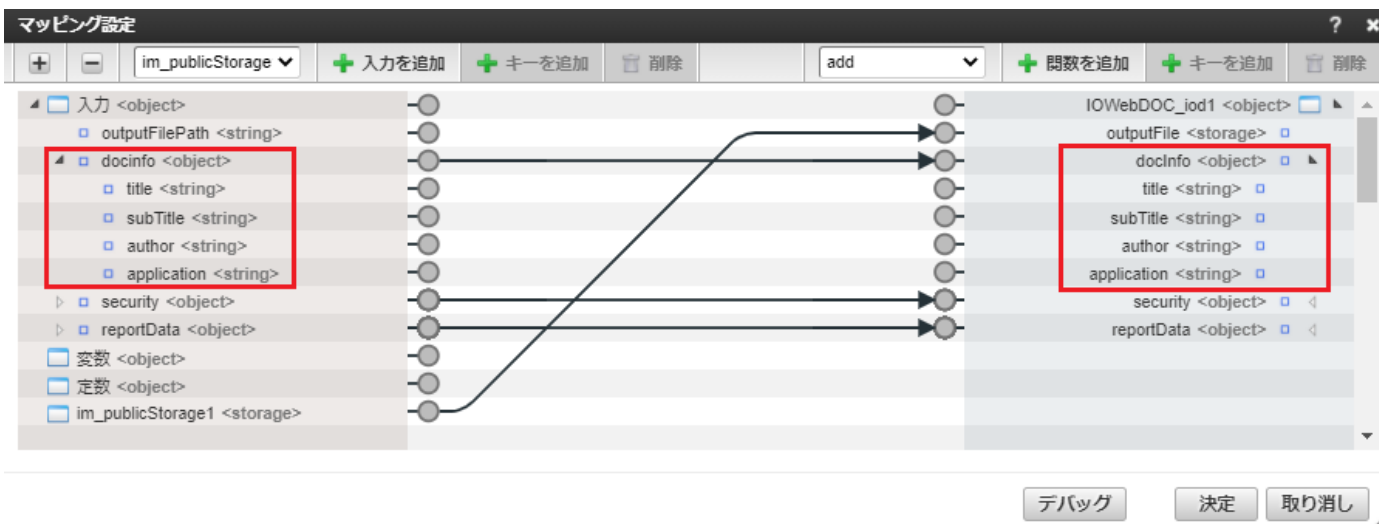 マッピング設定 ?
im_publicStorage 入力を追加 キーを追加 削除 add 関数を追加 キーを追加 削除
入力 <object> IOWebDOC_iod1 <object>
outputFilePath <string> outputFile <storage>
docinfo <object> docInfo <object>
title <string> title <string>
subTitle <string> subTitle <string>
author <string> author <string>
application <string> application <string>
security <object> security <object>
reportData <object> reportData <object>
変数 <object>
定数 <object>
im_publicStorage1 <storage>
デバッグ 決定 取り消し